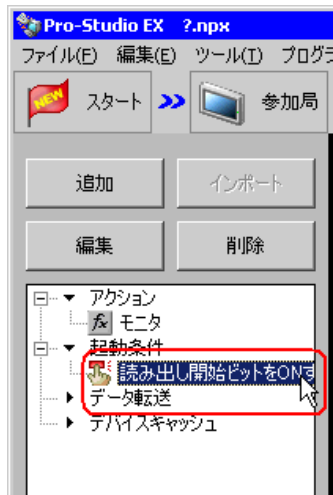 Pro-Studio EX ?.npx
ファイル(F) 編集(E) ツール(T) プログラ
NEW スタート 参加局
追加 インポート
編集 削除
アクション
fx モニタ
起動条件
読み出し開始ビットをONす
データ転送
デバイスキャッシュ